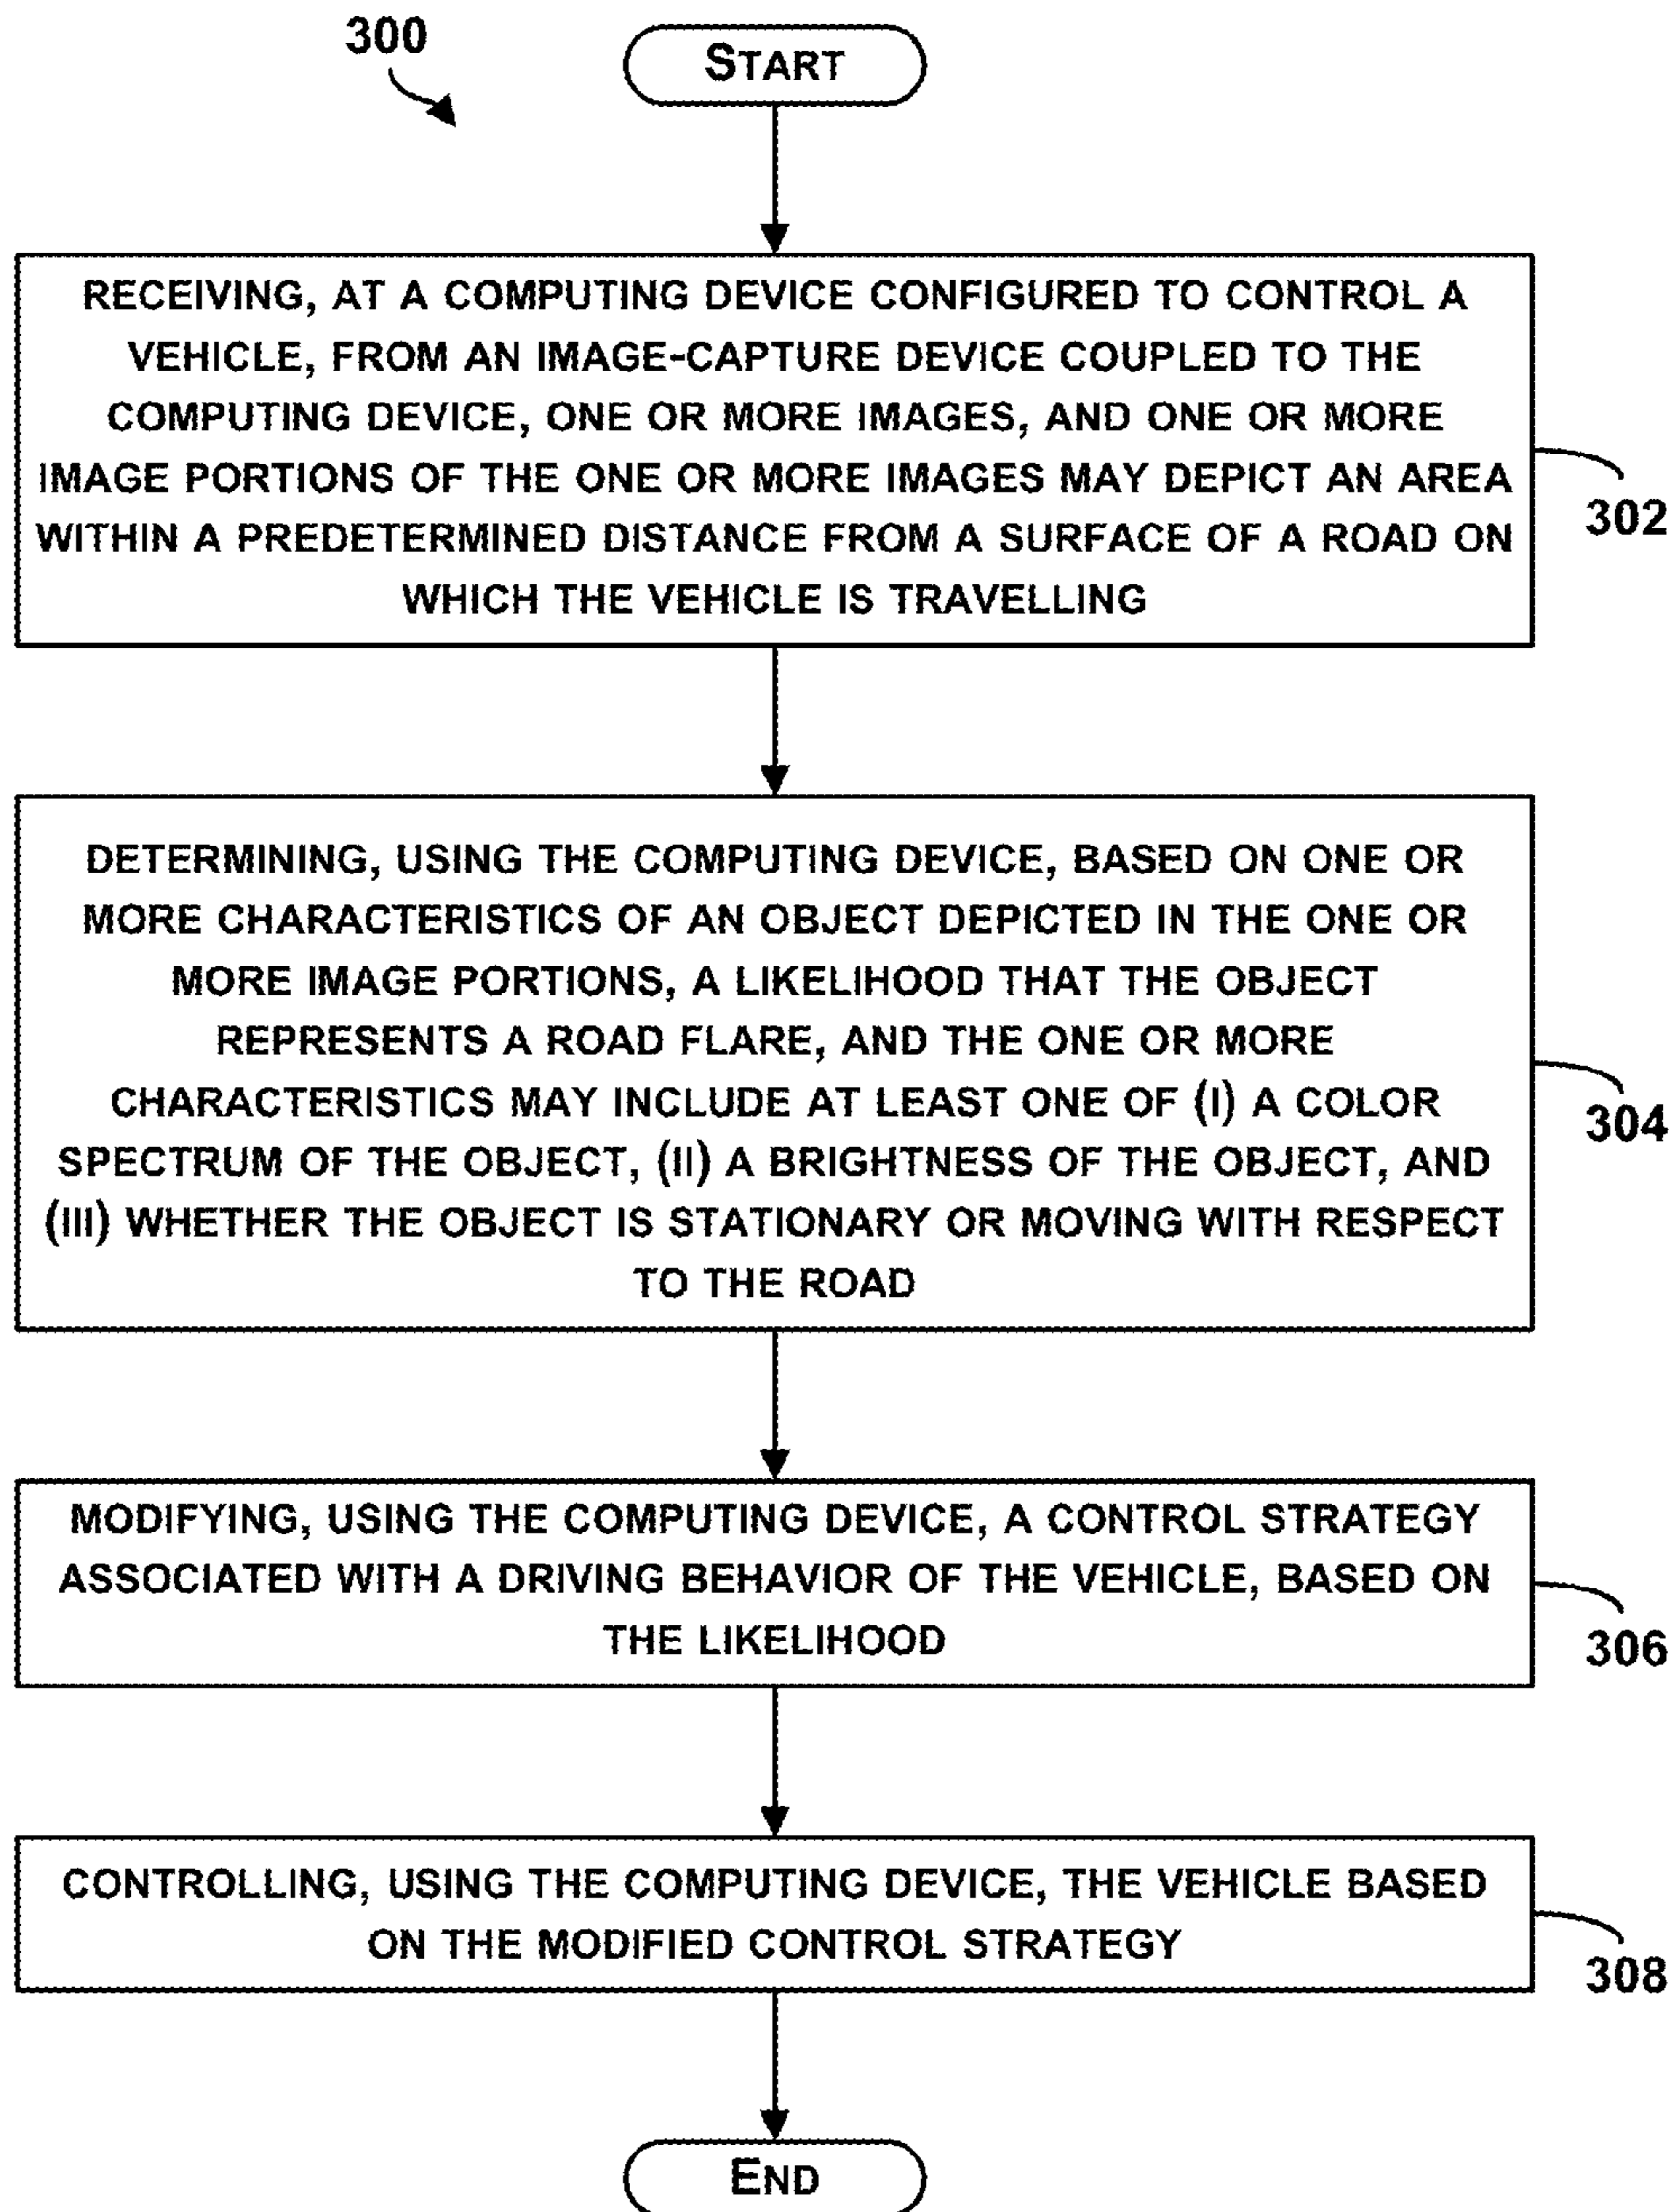 300
START
RECEIVING, AT A COMPUTING DEVICE CONFIGURED TO CONTROL A
VEHICLE, FROM AN IMAGE-CAPTURE DEVICE COUPLED TO THE
COMPUTING DEVICE, ONE OR MORE IMAGES, AND ONE OR MORE
IMAGE PORTIONS OF THE ONE OR MORE IMAGES MAY DEPICT AN AREA
WITHIN A PREDETERMINED DISTANCE FROM A SURFACE OF A ROAD ON
WHICH THE VEHICLE IS TRAVELLING
302
DETERMINING, USING THE COMPUTING DEVICE, BASED ON ONE OR
MORE CHARACTERISTICS OF AN OBJECT DEPICTED IN THE ONE OR
MORE IMAGE PORTIONS, A LIKELIHOOD THAT THE OBJECT
REPRESENTS A ROAD FLARE, AND THE ONE OR MORE
CHARACTERISTICS MAY INCLUDE AT LEAST ONE OF (I) A COLOR
SPECTRUM OF THE OBJECT, (II) A BRIGHTNESS OF THE OBJECT, AND
(III) WHETHER THE OBJECT IS STATIONARY OR MOVING WITH RESPECT
TO THE ROAD
304
MODIFYING, USING THE COMPUTING DEVICE, A CONTROL STRATEGY
ASSOCIATED WITH A DRIVING BEHAVIOR OF THE VEHICLE, BASED ON
THE LIKELIHOOD
306
CONTROLLING, USING THE COMPUTING DEVICE, THE VEHICLE BASED
ON THE MODIFIED CONTROL STRATEGY
308
END